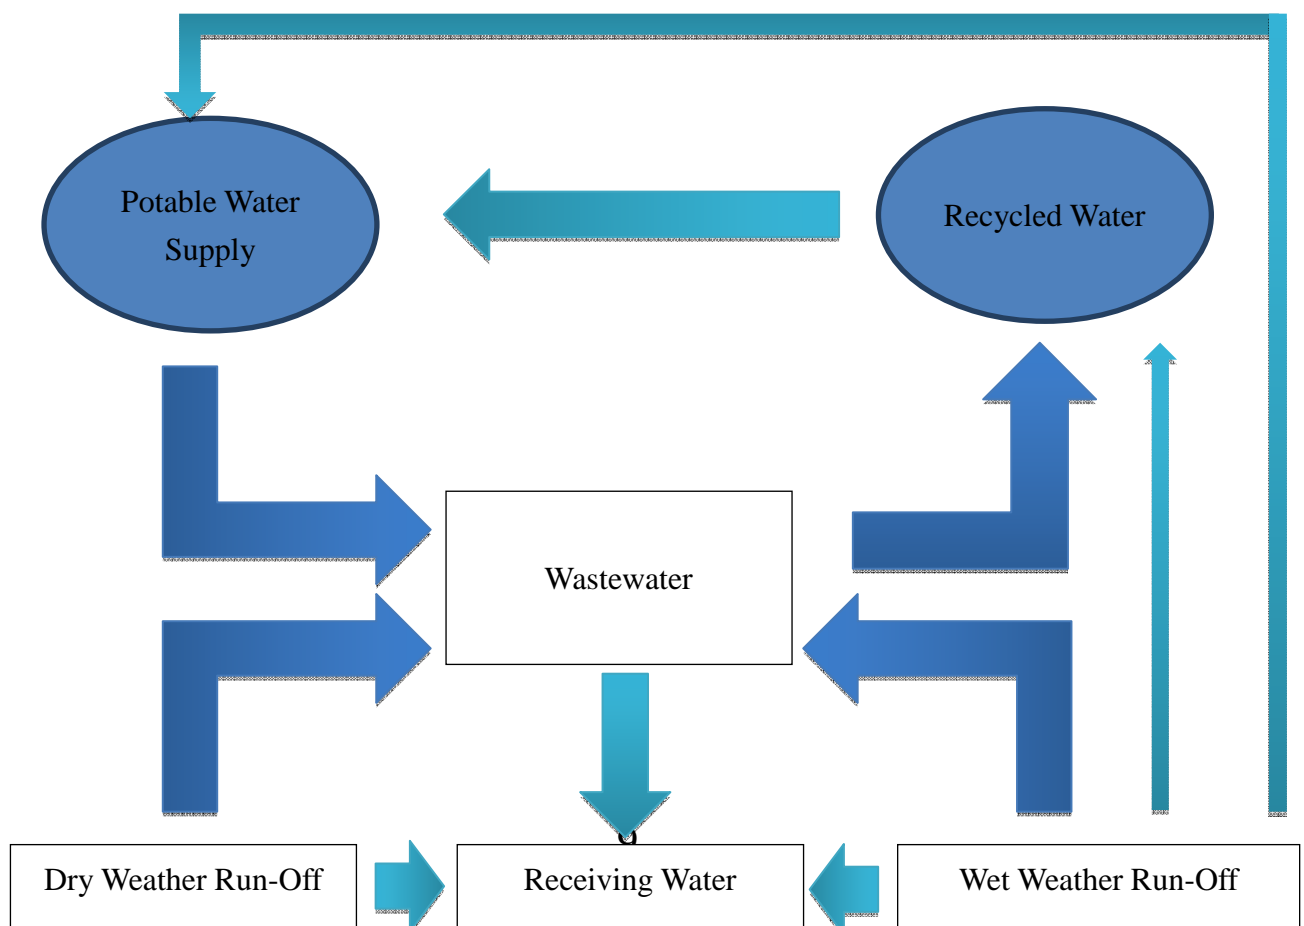 Potable Water
Supply
Recycled Water
Wastewater
Dry Weather Run-Off
Receiving Water
Wet Weather Run-Off